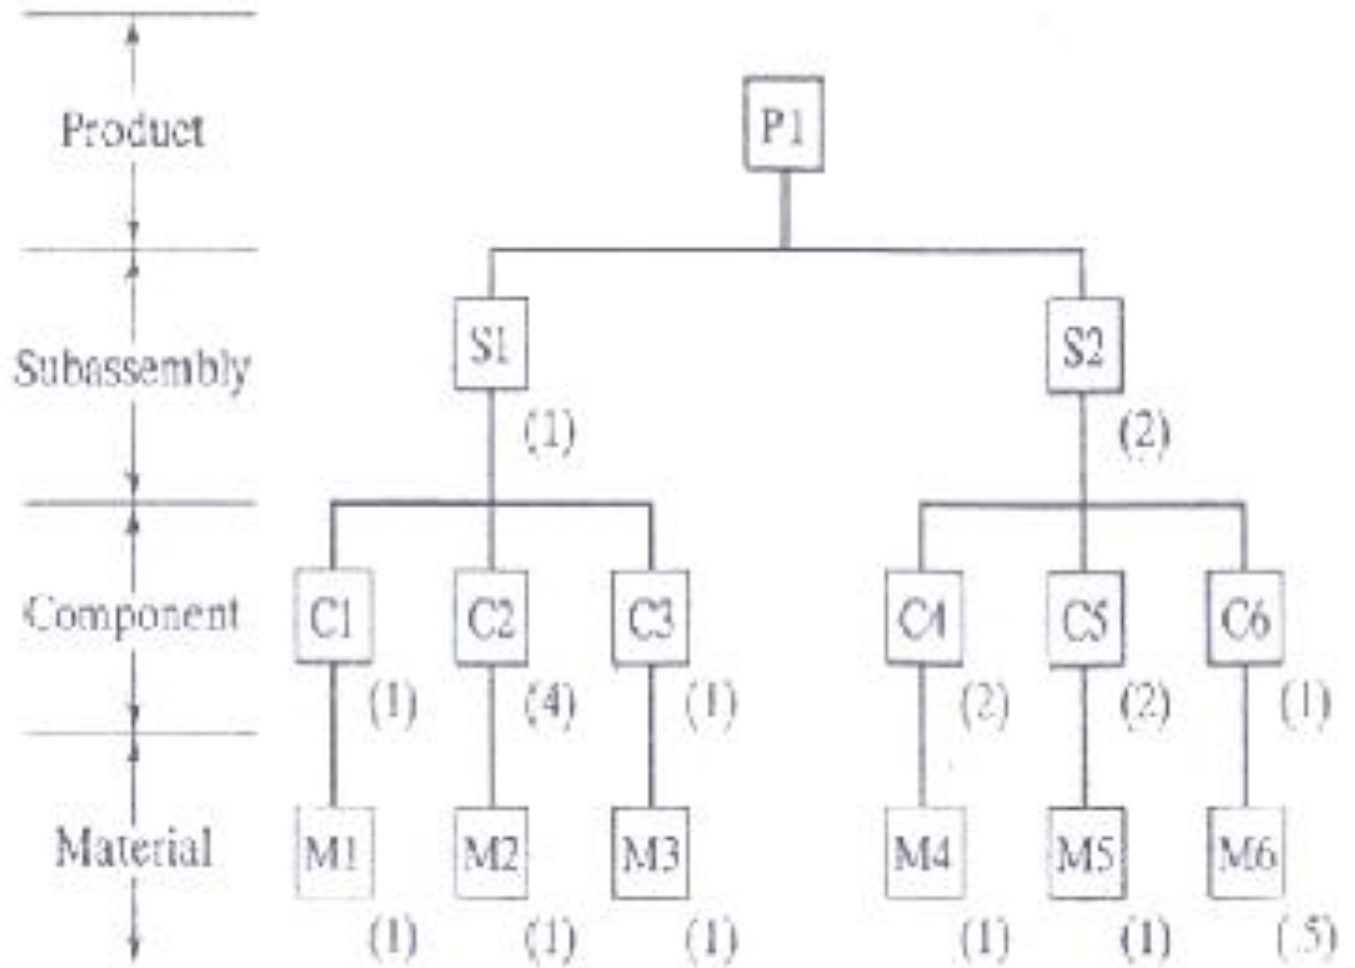 P1
Product
S1 S2
Subassembly
(1) (2)
C1 C2 C3 C4 C5 C6
Component
(1) (4) (1) (2) (2) (1)
Material
M1 M2 M3 M4 M5 M6
(1) (1) (1) (1) (1) (.5)